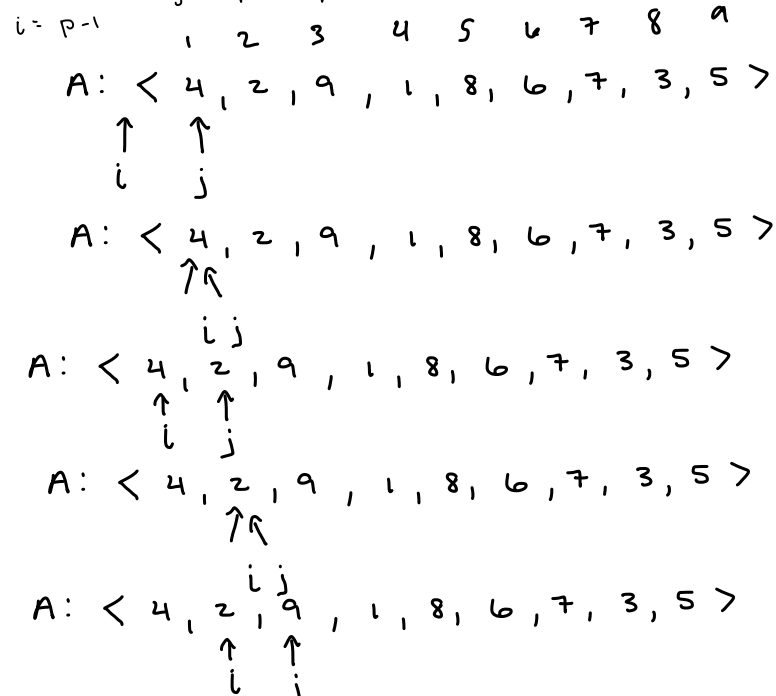 i = p-1
1 2 3 4 5 6 7 8 9
A: < 4, 2, 9, 1, 8, 6, 7, 3, 5 >
↑ ↑
i j
A: < 4, 2, 9, 1, 8, 6, 7, 3, 5 >
i j
A: < 4, 2, 9, 1, 8, 6, 7, 3, 5 >
↑ ↑
i j
A: < 4, 2, 9, 1, 8, 6, 7, 3, 5 >
i j
A: < 4, 2, 9, 1, 8, 6, 7, 3, 5 >
↑ ↑
i j